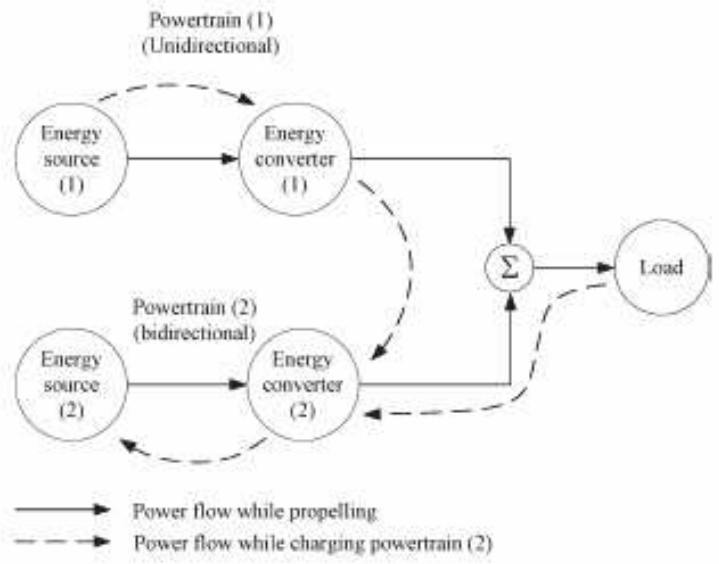 Powertrain (1)
(Unidirectional)
Energy
source
(1)
Energy
converter
(1)
Σ
Load
Powertrain (2)
(bidirectional)
Energy
source
(2)
Energy
converter
(2)
Power flow while propelling
Power flow while charging powertrain (2)